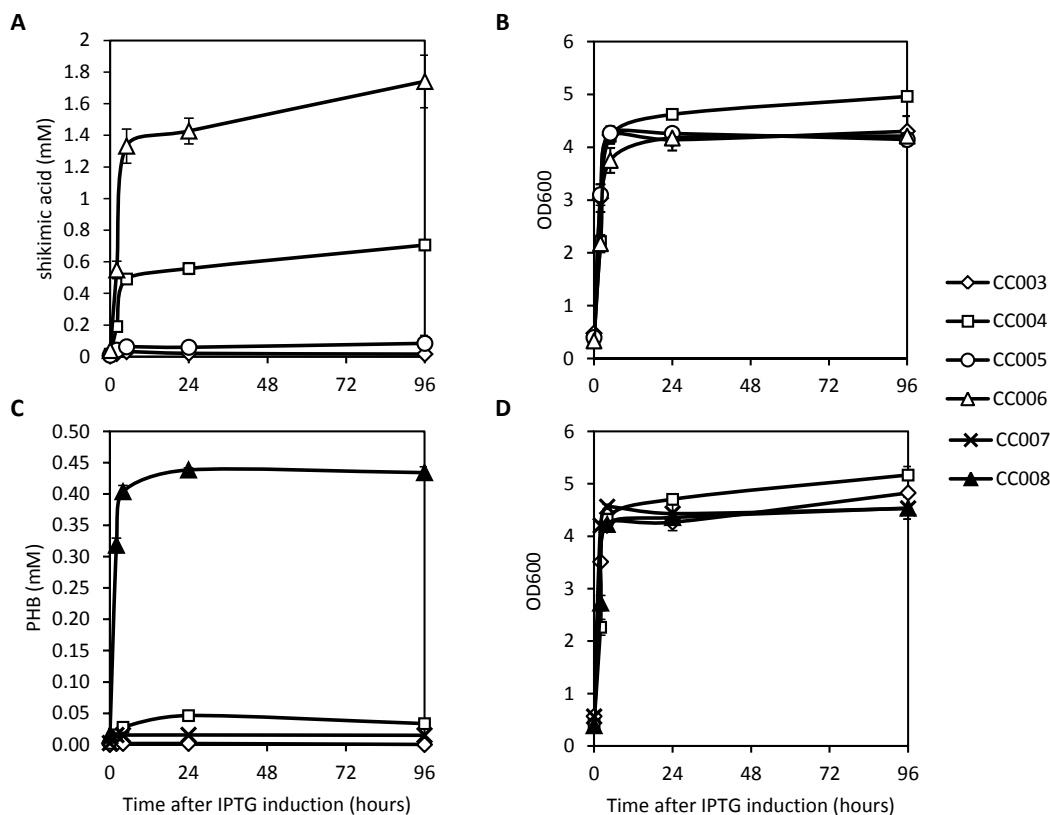 A
2
1.8
1.6
1.4
1.2
1
0.8
0.6
0.4
0.2
0
shikimic acid (mM)
0 24 48 72 96
B
6
5
4
3
2
1
0
OD600
0 24 48 72 96
CC003
CC004
CC005
CC006
CC007
CC008
C
0.50
0.45
0.40
0.35
0.30
0.25
0.20
0.15
0.10
0.05
0.00
PHB (mM)
0 24 48 72 96
Time after IPTG induction (hours)
D
6
5
4
3
2
1
0
OD600
0 24 48 72 96
Time after IPTG induction (hours)